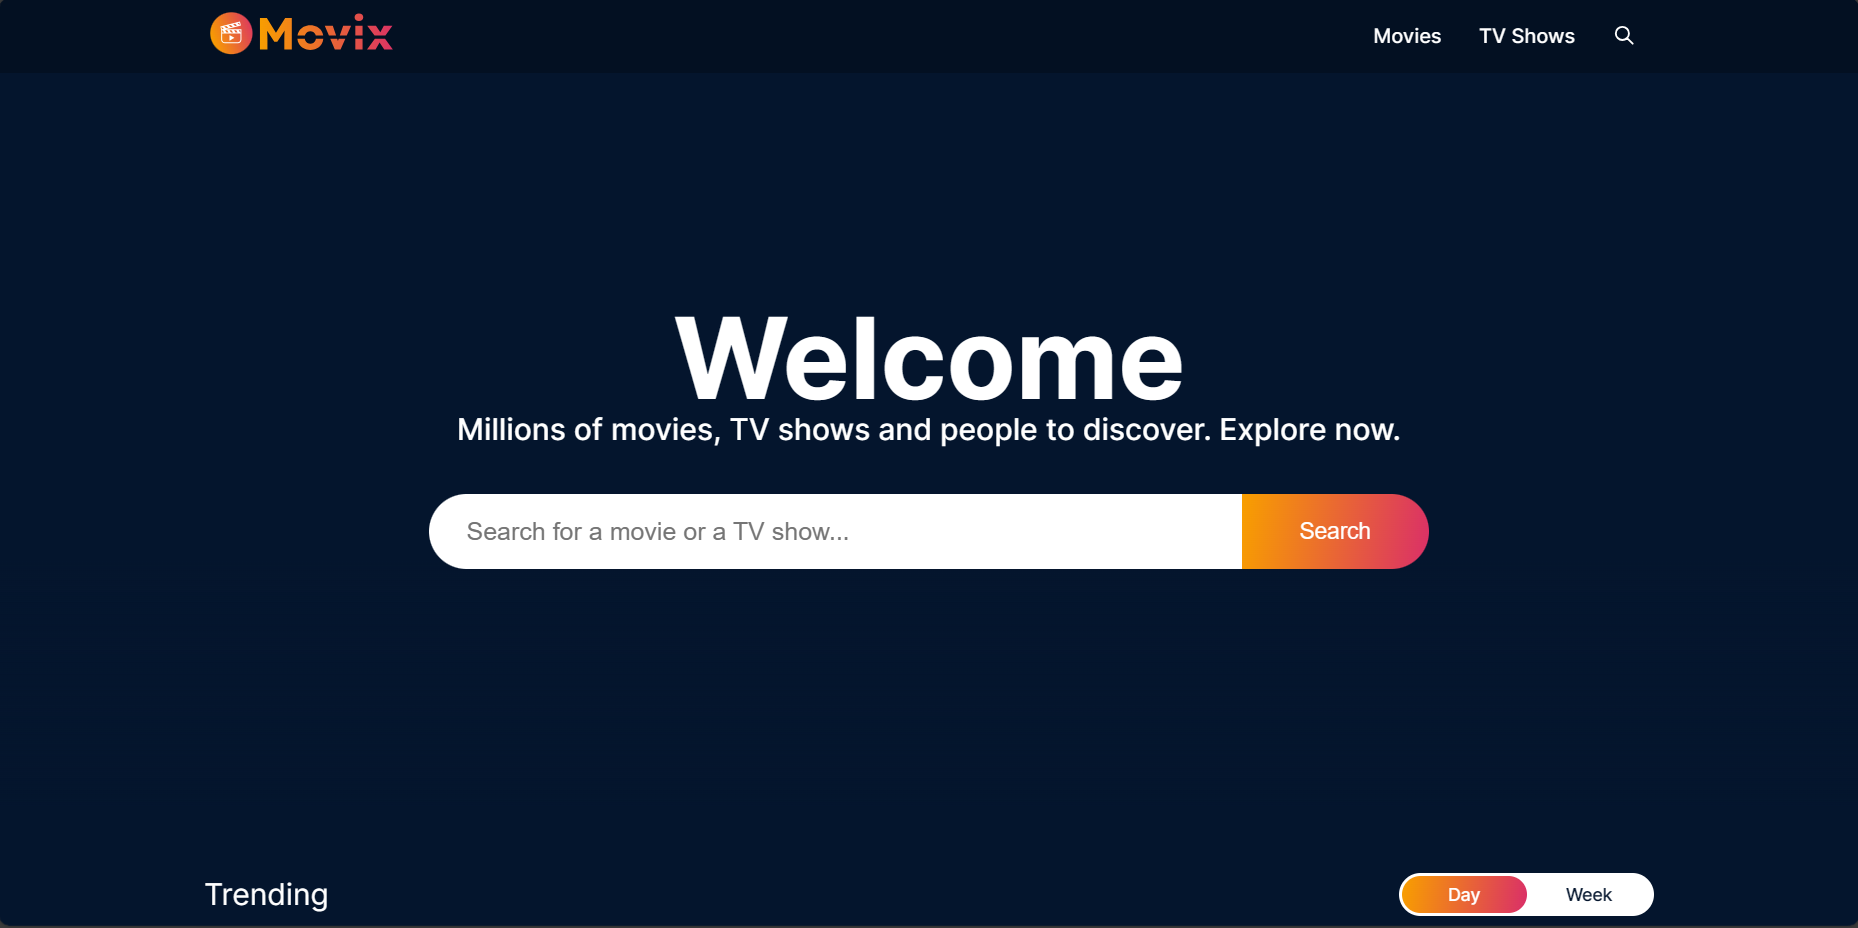 Movix
Movies TV Shows
Welcome
Millions of movies, TV shows and people to discover. Explore now.
Search for a movie or a TV show... Search
Trending Day Week